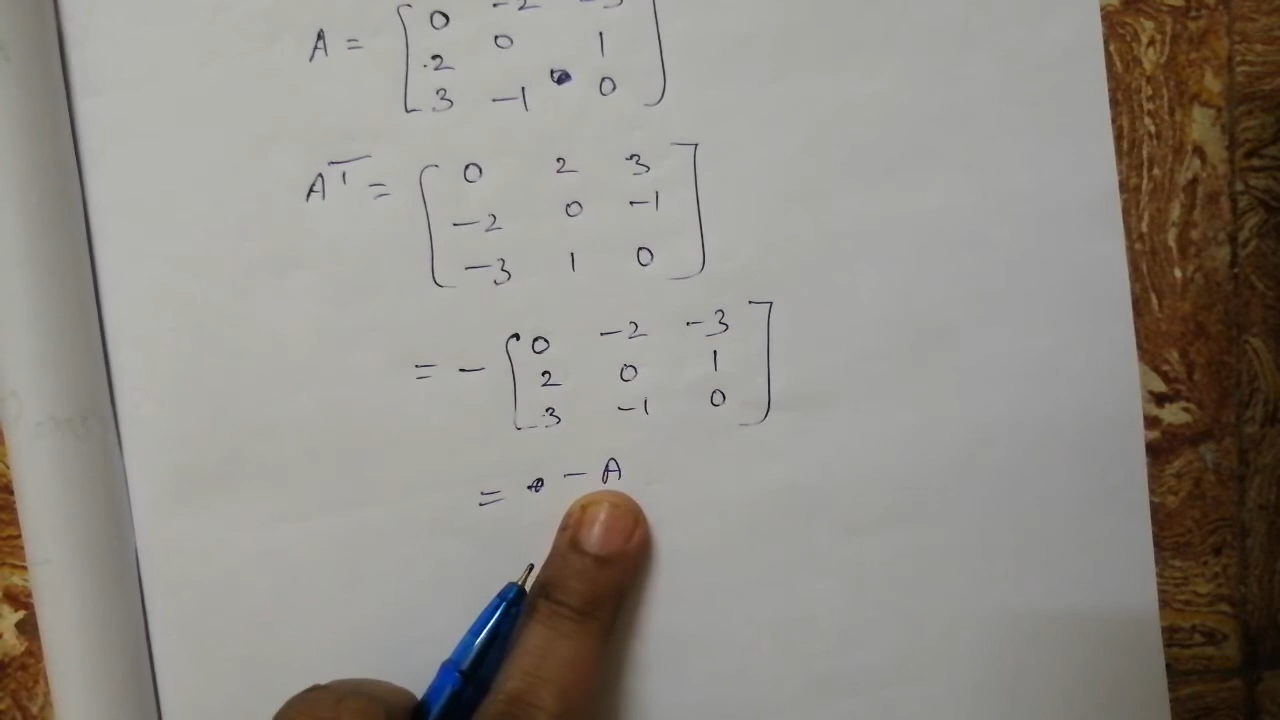 0 -2 -3
A = 2 0 1
3 -1 0
A^T = 0 2 3
-2 0 -1
-3 1 0
= - 0 -2 -3
2 0 1
3 -1 0
= - A